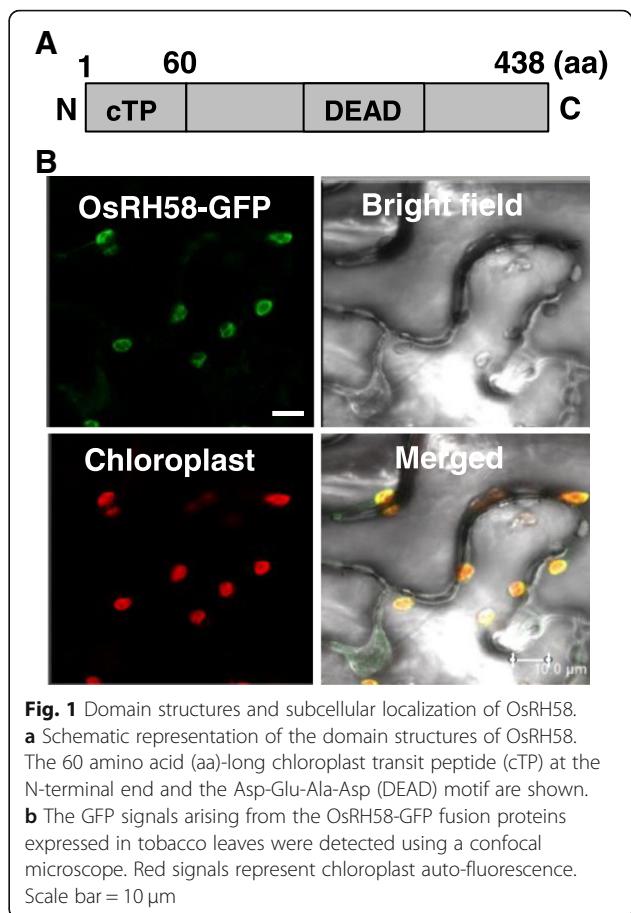 A
1 60 438 (aa)
N cTP DEAD C
B
OsRH58-GFP Bright field
Chloroplast Merged
10.0 µm
Fig. 1 Domain structures and subcellular localization of OsRH58.
a Schematic representation of the domain structures of OsRH58.
The 60 amino acid (aa)-long chloroplast transit peptide (cTP) at the
N-terminal end and the Asp-Glu-Ala-Asp (DEAD) motif are shown.
b The GFP signals arising from the OsRH58-GFP fusion proteins
expressed in tobacco leaves were detected using a confocal
microscope. Red signals represent chloroplast auto-fluorescence.
Scale bar = 10 µm